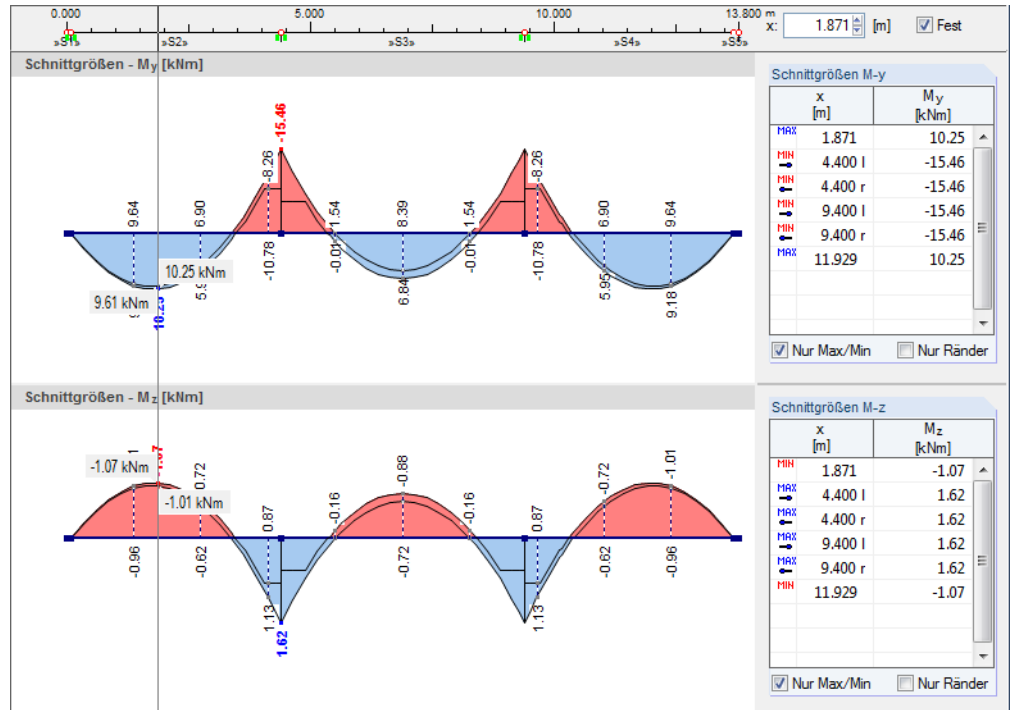 0.000 5.000 10.000 13.800 m
x: 1.871 [m] Fest
»S1» »S2» »S3» »S4» »S5»
Schnittgrößen - My [kNm]
-15.46
-8.26 -8.26
9.64 6.90 1.54 8.39 1.54 6.90 9.64
10.25 kNm
-10.78 -0.01 6.84 -0.01 -10.78 5.95 9.18
9.61 kNm
10.25
Schnittgrößen M-y
x My
[m] [kNm]
MAX 1.871 10.25
MIN 4.400 l -15.46
MIN 4.400 r -15.46
MIN 9.400 l -15.46
MIN 9.400 r -15.46
MAX 11.929 10.25
Nur Max/Min Nur Ränder
Schnittgrößen - Mz [kNm]
-1.07 kNm
-0.72 -0.88 -0.72 -1.01
-1.01 kNm
0.87 -0.16 -0.16 0.87
-0.96 -0.62 -0.72 -0.62 -0.96
1.13 1.13
1.62
Schnittgrößen M-z
x Mz
[m] [kNm]
MIN 1.871 -1.07
MAX 4.400 l 1.62
MAX 4.400 r 1.62
MAX 9.400 l 1.62
MAX 9.400 r 1.62
MIN 11.929 -1.07
Nur Max/Min Nur Ränder